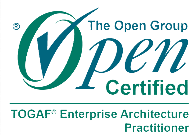 ® The Open Group
Open
Certified
TOGAF® Enterprise Architecture
Practitioner